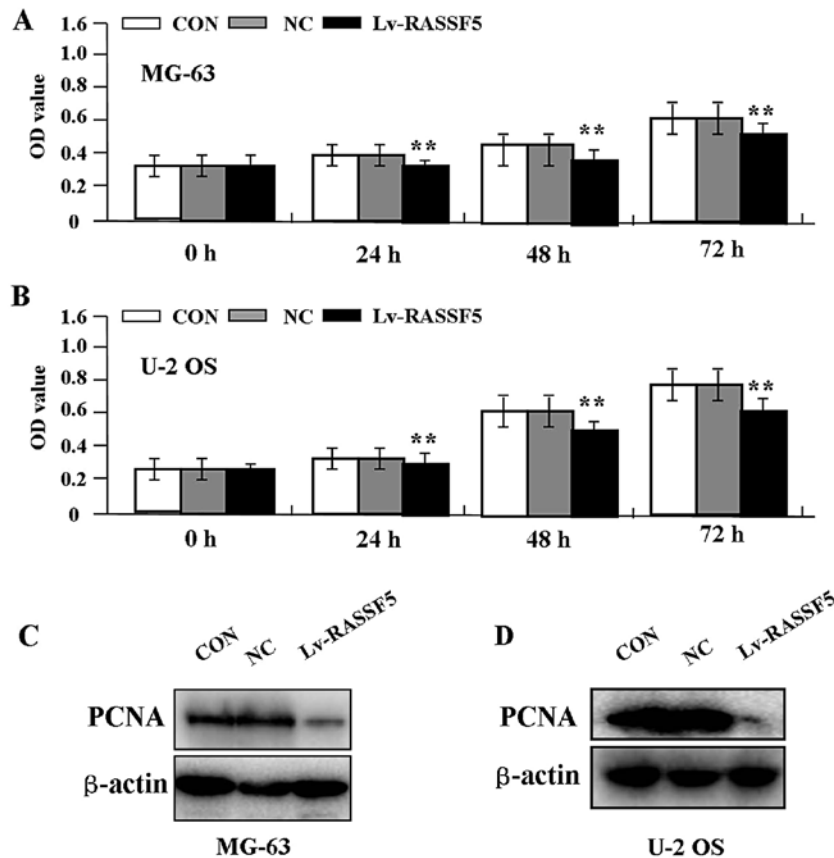 A
CON NC Lv-RASSF5
MG-63
OD value
1.6
1.0
0.8
0.6
0.4
0.2
0
** ** **
0 h 24 h 48 h 72 h
B
CON NC Lv-RASSF5
U-2 OS
OD value
1.6
1.0
0.8
0.6
0.4
0.2
0
** ** **
0 h 24 h 48 h 72 h
C
CON NC Lv-RASSF5
PCNA
β-actin
MG-63
D
CON NC Lv-RASSF5
PCNA
β-actin
U-2 OS